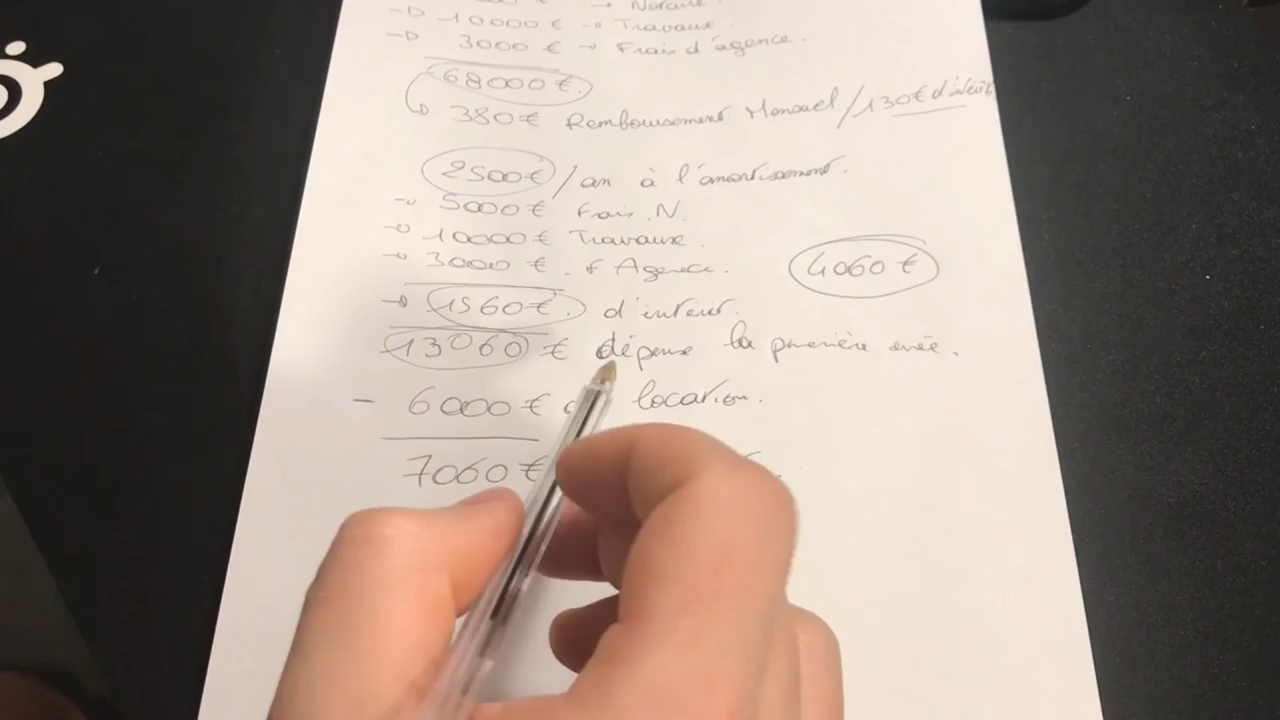 → Notaire.
→ 10000 € → Travaux
→ 3000 € → Frais d'agence.
68000 €.
↳ 380 € Remboursement Mensuel / 130€ d'intérêt
2500€ / an à l'amortissement.
→ 5000 € Frais. N.
→ 10000 € Travaux.
→ 3000 €. f Agence.
4060 €
→ 1560 €. d'intérêt.
13060 € dépense la première année.
- 6000 € location.
7060 €